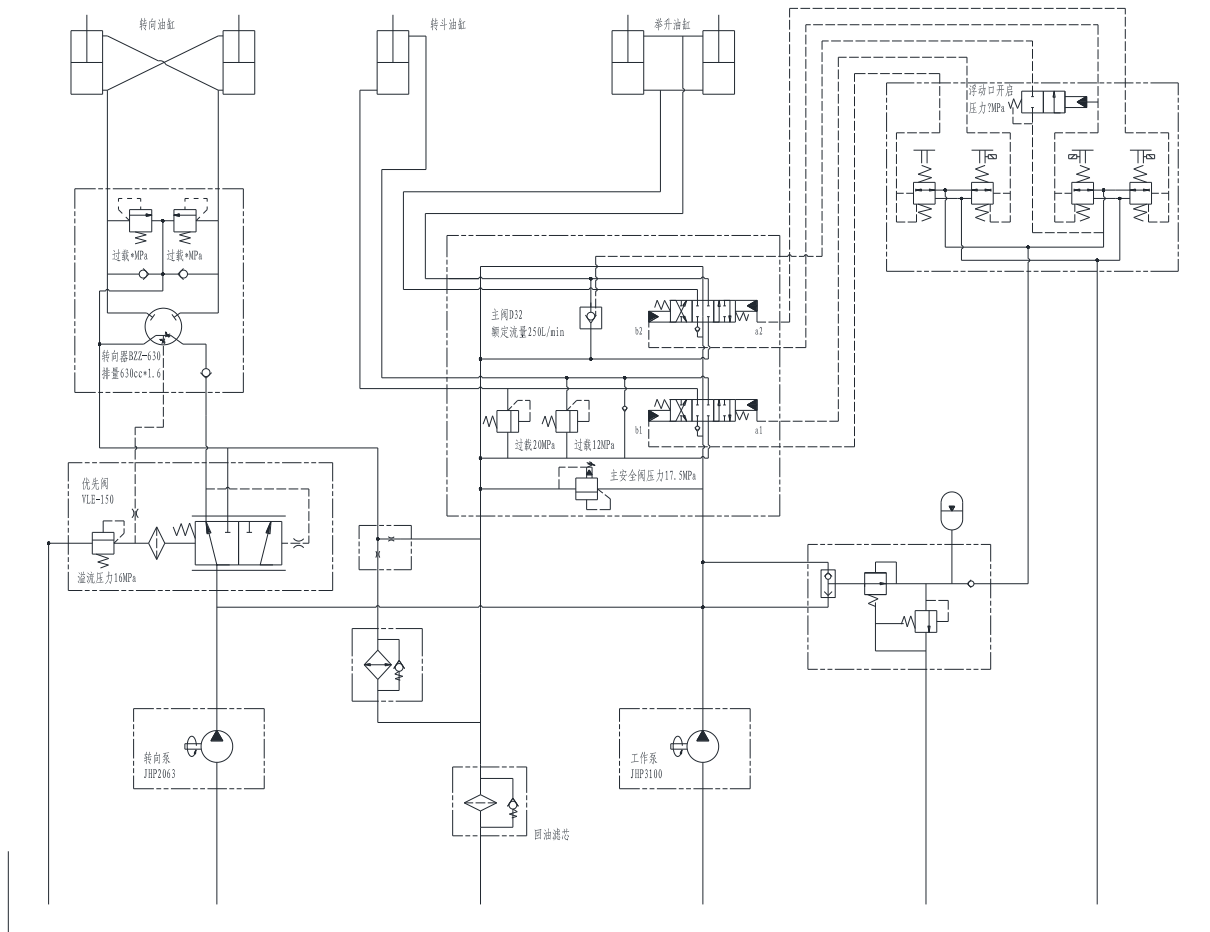 转向油缸
转斗油缸
举升油缸
浮动口开启
压力?MPa
过载*MPa
过载*MPa
主阀D32
额定流量250L/min
b2
a2
转向器BZZ-630
排量630cc*1.6
b1
a1
过载20MPa
过载12MPa
主安全阀压力17.5MPa
优先阀
VLE-150
溢流压力16MPa
转向泵
JHP2063
工作泵
JHP3100
回油滤芯